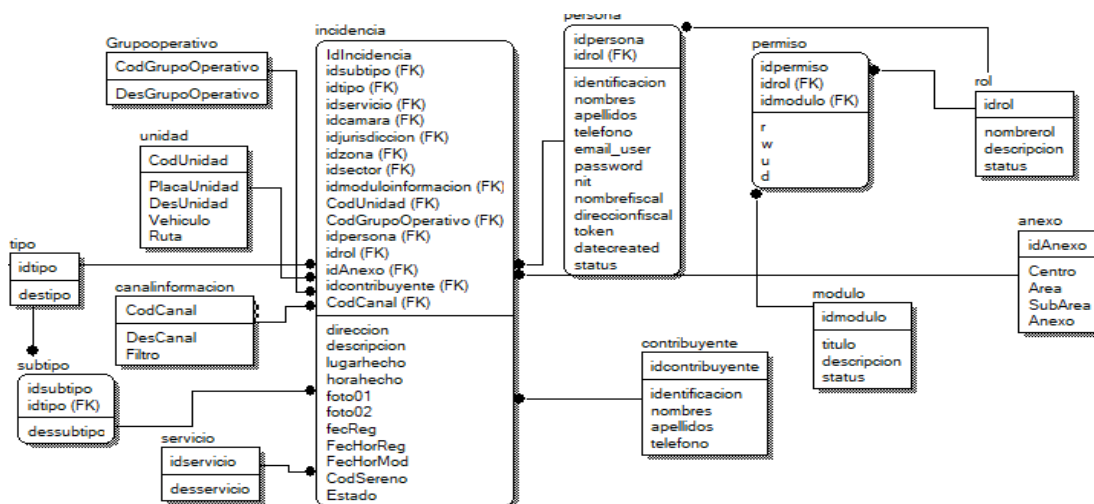 Grupooperativo
CodGrupoOperativo
DesGrupoOperativo
unidad
CodUnidad
PlacaUnidad
DesUnidad
Vehiculo
Ruta
tipo
idtipo
destipo
canalinformacion
CodCanal
DesCanal
Filtro
subtipo
idsubtipo
idtipo (FK)
dessubtipo
servicio
idservicio
desservicio
incidencia
IdIncidencia
idsubtipo (FK)
idtipo (FK)
idservicio (FK)
idcamara (FK)
idjurisdiccion (FK)
idzona (FK)
idsector (FK)
idmoduloinformacion (FK)
CodUnidad (FK)
CodGrupoOperativo (FK)
idpersona (FK)
idrol (FK)
idAnexo (FK)
idcontribuyente (FK)
CodCanal (FK)
direccion
descripcion
lugarhecho
horahecho
foto01
foto02
fecReg
FecHorReg
FecHorMod
CodSereno
Estado
persona
idpersona
idrol (FK)
identificacion
nombres
apellidos
telefono
email_user
password
nit
nombrefiscal
direccionfiscal
token
datecreated
status
permiso
idpermiso
idrol (FK)
idmodulo (FK)
r
w
u
d
rol
idrol
nombrerol
descripcion
status
anexo
idAnexo
Centro
Area
SubArea
Anexo
modulo
idmodulo
titulo
descripcion
status
contribuyente
idcontribuyente
identificacion
nombres
apellidos
telefono